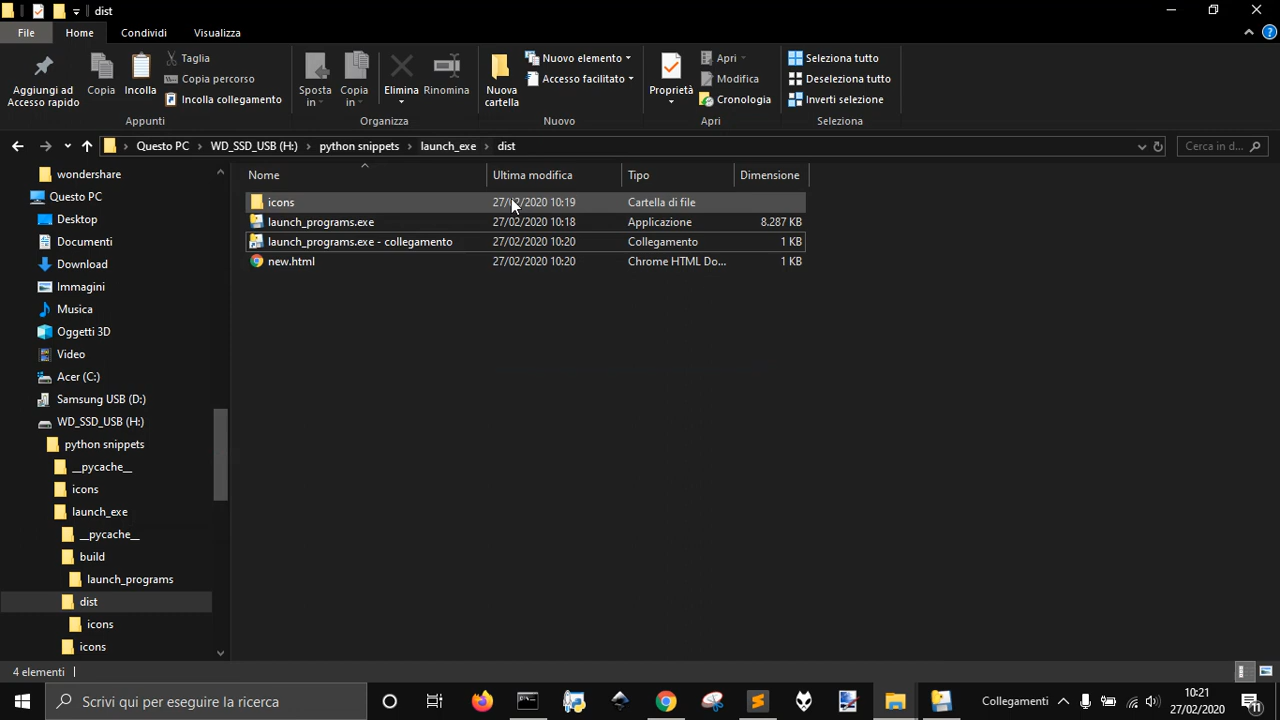 dist
File Home Condividi Visualizza
Aggiungi ad
Accesso rapido
Copia
Incolla
Taglia
Copia percorso
Incolla collegamento
Appunti
Sposta
in
Copia
in
Elimina
Rinomina
Organizza
Nuova
cartella
Nuovo elemento
Accesso facilitato
Nuovo
Proprietà
Apri
Modifica
Cronologia
Apri
Seleziona tutto
Deseleziona tutto
Inverti selezione
Seleziona
Questo PC > WD_SSD_USB (H:) > python snippets > launch_exe > dist
Cerca in...
wondershare
Questo PC
Desktop
Documenti
Download
Immagini
Musica
Oggetti 3D
Video
Acer (C:)
Samsung USB (D:)
WD_SSD_USB (H:)
python snippets
__pycache__
icons
launch_exe
__pycache__
build
launch_programs
dist
icons
icons
Nome Ultima modifica Tipo Dimensione
icons 27/02/2020 10:19 Cartella di file
launch_programs.exe 27/02/2020 10:18 Applicazione 8.287 KB
launch_programs.exe - collegamento 27/02/2020 10:20 Collegamento 1 KB
new.html 27/02/2020 10:20 Chrome HTML Do... 1 KB
4 elementi
Scrivi qui per eseguire la ricerca
Collegamenti
10:21
27/02/2020
11